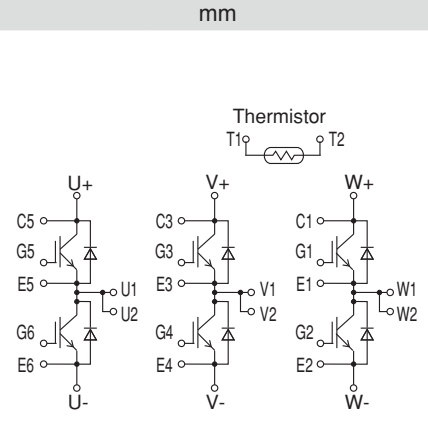 mm
Thermistor
T1 T2
U+ V+ W+
C5 C3 C1
G5 G3 G1
E5 U1 E3 V1 E1 W1
U2 V2 W2
G6 G4 G2
E6 E4 E2
U- V- W-